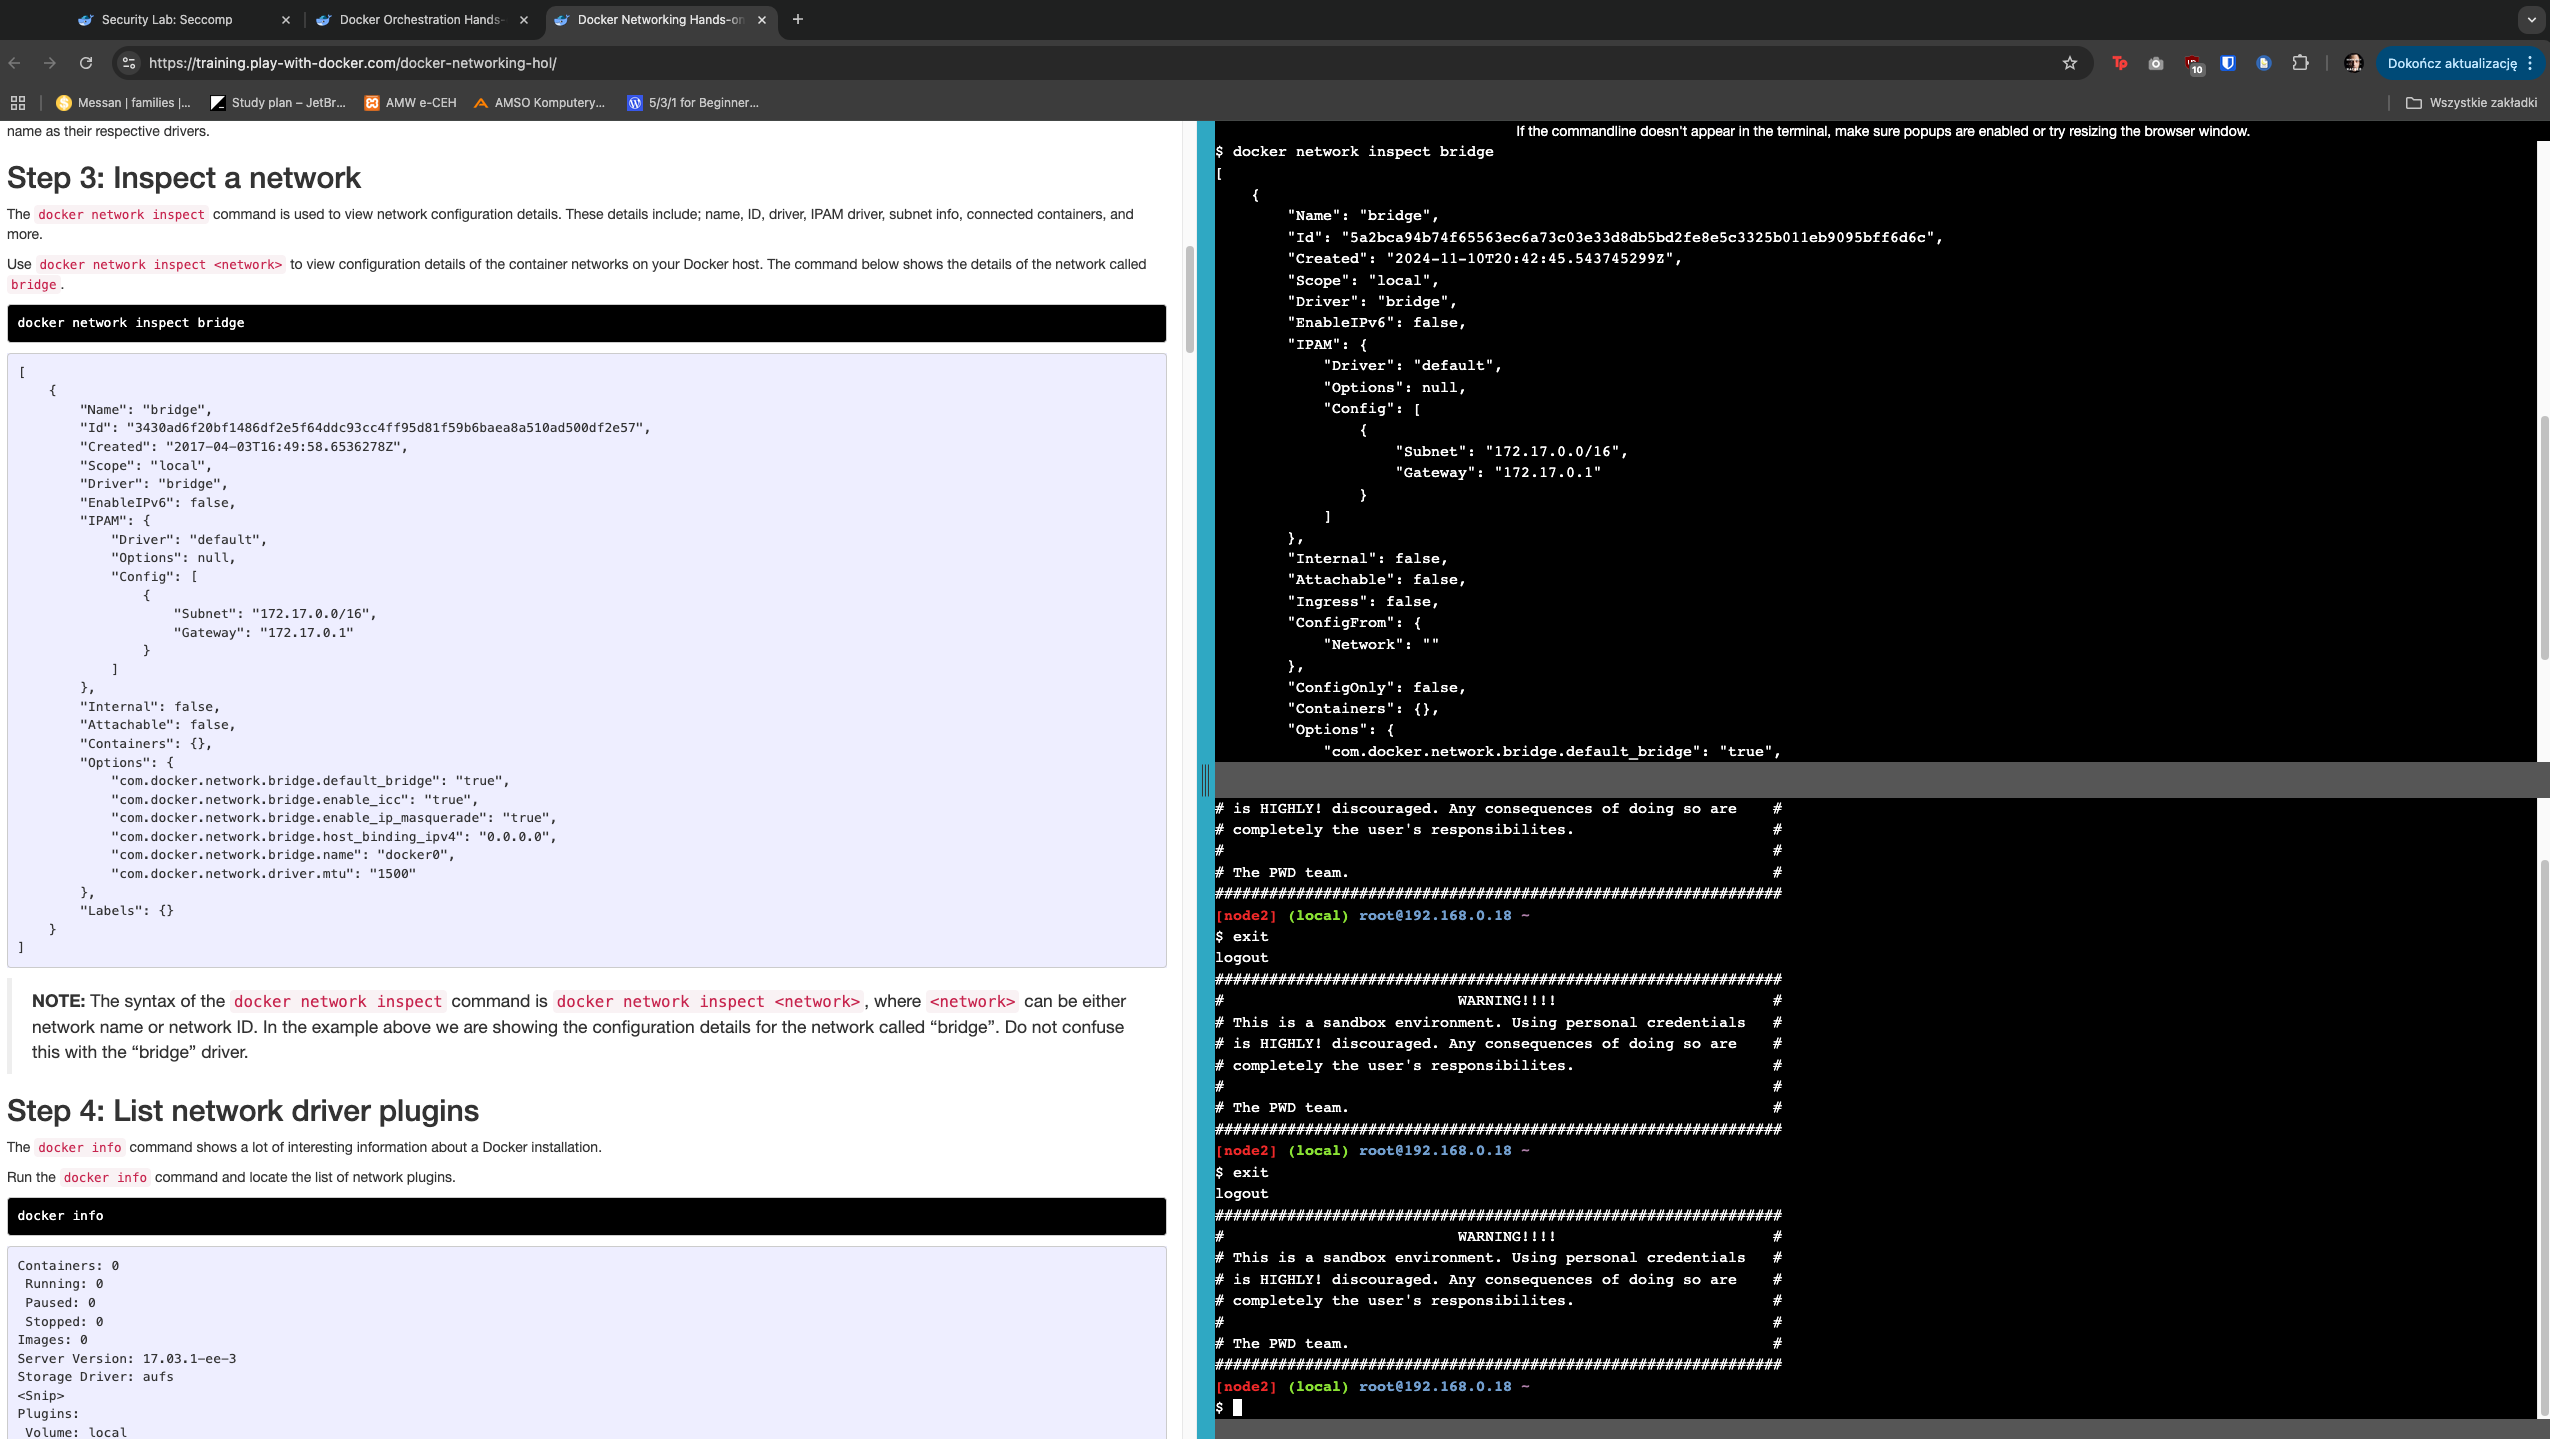 Security Lab: Seccomp
Docker Orchestration Hands-
Docker Networking Hands-on
https://training.play-with-docker.com/docker-networking-hol/
10
Dokończ aktualizację
Messan | families |...
Study plan – JetBr...
AMW e-CEH
AMSO Komputery...
5/3/1 for Beginner...
Wszystkie zakładki
name as their respective drivers.
Step 3: Inspect a network
The docker network inspect command is used to view network configuration details. These details include; name, ID, driver, IPAM driver, subnet info, connected containers, and
more.
Use docker network inspect <network> to view configuration details of the container networks on your Docker host. The command below shows the details of the network called
bridge.
docker network inspect bridge
[
    {
        "Name": "bridge",
        "Id": "3430ad6f20bf1486df2e5f64ddc93cc4ff95d81f59b6baea8a510ad500df2e57",
        "Created": "2017-04-03T16:49:58.6536278Z",
        "Scope": "local",
        "Driver": "bridge",
        "EnableIPv6": false,
        "IPAM": {
            "Driver": "default",
            "Options": null,
            "Config": [
                {
                    "Subnet": "172.17.0.0/16",
                    "Gateway": "172.17.0.1"
                }
            ]
        },
        "Internal": false,
        "Attachable": false,
        "Containers": {},
        "Options": {
            "com.docker.network.bridge.default_bridge": "true",
            "com.docker.network.bridge.enable_icc": "true",
            "com.docker.network.bridge.enable_ip_masquerade": "true",
            "com.docker.network.bridge.host_binding_ipv4": "0.0.0.0",
            "com.docker.network.bridge.name": "docker0",
            "com.docker.network.driver.mtu": "1500"
        },
        "Labels": {}
    }
]
NOTE: The syntax of the docker network inspect command is docker network inspect <network>, where <network> can be either
network name or network ID. In the example above we are showing the configuration details for the network called “bridge”. Do not confuse
this with the “bridge” driver.
Step 4: List network driver plugins
The docker info command shows a lot of interesting information about a Docker installation.
Run the docker info command and locate the list of network plugins.
docker info
Containers: 0
 Running: 0
 Paused: 0
 Stopped: 0
Images: 0
Server Version: 17.03.1-ee-3
Storage Driver: aufs
<Snip>
Plugins:
 Volume: local
If the commandline doesn't appear in the terminal, make sure popups are enabled or try resizing the browser window.
$ docker network inspect bridge
[
    {
        "Name": "bridge",
        "Id": "5a2bca94b74f65563ec6a73c03e33d8db5bd2fe8e5c3325b011eb9095bff6d6c",
        "Created": "2024-11-10T20:42:45.543745299Z",
        "Scope": "local",
        "Driver": "bridge",
        "EnableIPv6": false,
        "IPAM": {
            "Driver": "default",
            "Options": null,
            "Config": [
                {
                    "Subnet": "172.17.0.0/16",
                    "Gateway": "172.17.0.1"
                }
            ]
        },
        "Internal": false,
        "Attachable": false,
        "Ingress": false,
        "ConfigFrom": {
            "Network": ""
        },
        "ConfigOnly": false,
        "Containers": {},
        "Options": {
            "com.docker.network.bridge.default_bridge": "true",
# is HIGHLY! discouraged. Any consequences of doing so are    #
# completely the user's responsibilites.                      #
#                                                             #
# The PWD team.                                               #
###############################################################
[node2] (local) root@192.168.0.18 ~
$ exit
logout
###############################################################
#                          WARNING!!!!                        #
# This is a sandbox environment. Using personal credentials   #
# is HIGHLY! discouraged. Any consequences of doing so are    #
# completely the user's responsibilites.                      #
#                                                             #
# The PWD team.                                               #
###############################################################
[node2] (local) root@192.168.0.18 ~
$ exit
logout
###############################################################
#                          WARNING!!!!                        #
# This is a sandbox environment. Using personal credentials   #
# is HIGHLY! discouraged. Any consequences of doing so are    #
# completely the user's responsibilites.                      #
#                                                             #
# The PWD team.                                               #
###############################################################
[node2] (local) root@192.168.0.18 ~
$